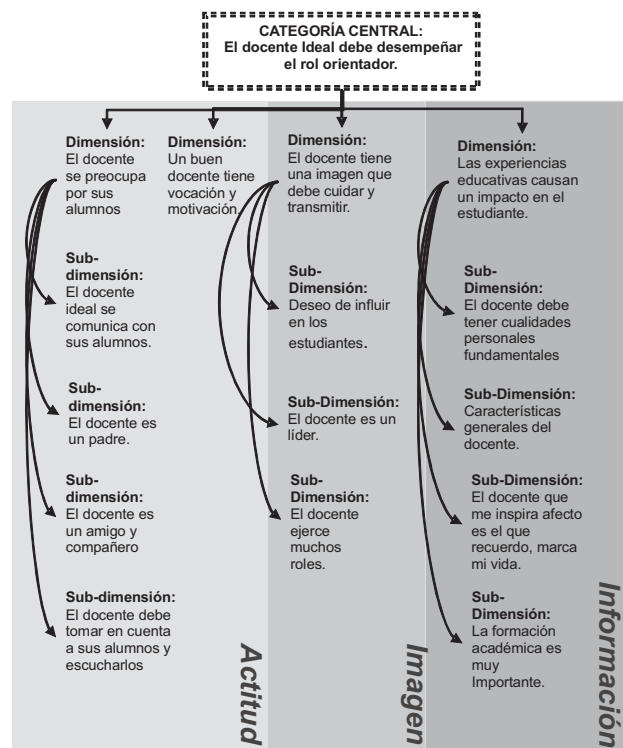 CATEGORÍA CENTRAL:
El docente Ideal debe desempeñar
el rol orientador.
Dimensión:
El docente
se preocupa
por sus
alumnos
Sub-
dimensión:
El docente
ideal se
comunica con
sus alumnos.
Sub-
dimensión:
El docente es
un padre.
Sub-
dimensión:
El docente es
un amigo y
compañero
Sub-dimensión:
El docente debe
tomar en cuenta
a sus alumnos y
escucharlos
Dimensión:
Un buen
docente tiene
vocación y
motivación.
Actitud
Dimensión:
El docente tiene
una imagen que
debe cuidar y
transmitir.
Sub-
Dimensión:
Deseo de influir
en los
estudiantes.
Sub-Dimensión:
El docente es un
líder.
Sub-
Dimensión:
El docente
ejerce
muchos
roles.
Imagen
Dimensión:
Las experiencias
educativas causan
un impacto en el
estudiante.
Sub-
Dimensión:
El docente debe
tener cualidades
personales
fundamentales
Sub-Dimensión:
Características
generales del
docente.
Sub-Dimensión:
El docente que
me inspira afecto
es el que
recuerdo, marca
mi vida.
Sub-
Dimensión:
La formación
académica es
muy
Importante.
Información